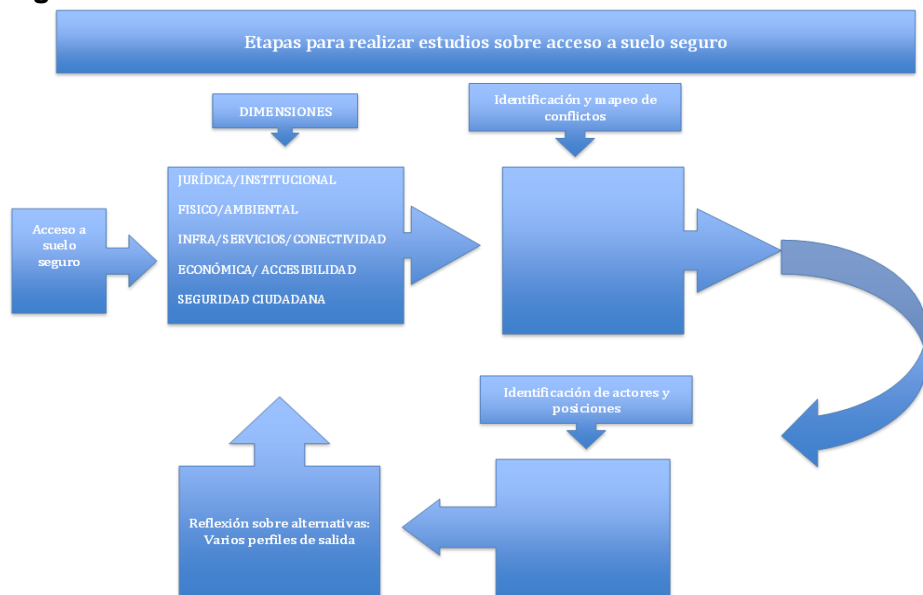 Etapas para realizar estudios sobre acceso a suelo seguro
DIMENSIONES
Identificación y mapeo de
conflictos
Acceso a
suelo
seguro
JURÍDICA/INSTITUCIONAL
FISICO/AMBIENTAL
INFRA/SERVICIOS/CONECTIVIDAD
ECONÓMICA/ ACCESIBILIDAD
SEGURIDAD CIUDADANA
Identificación de actores y
posiciones
Reflexión sobre alternativas:
Varios perfiles de salida